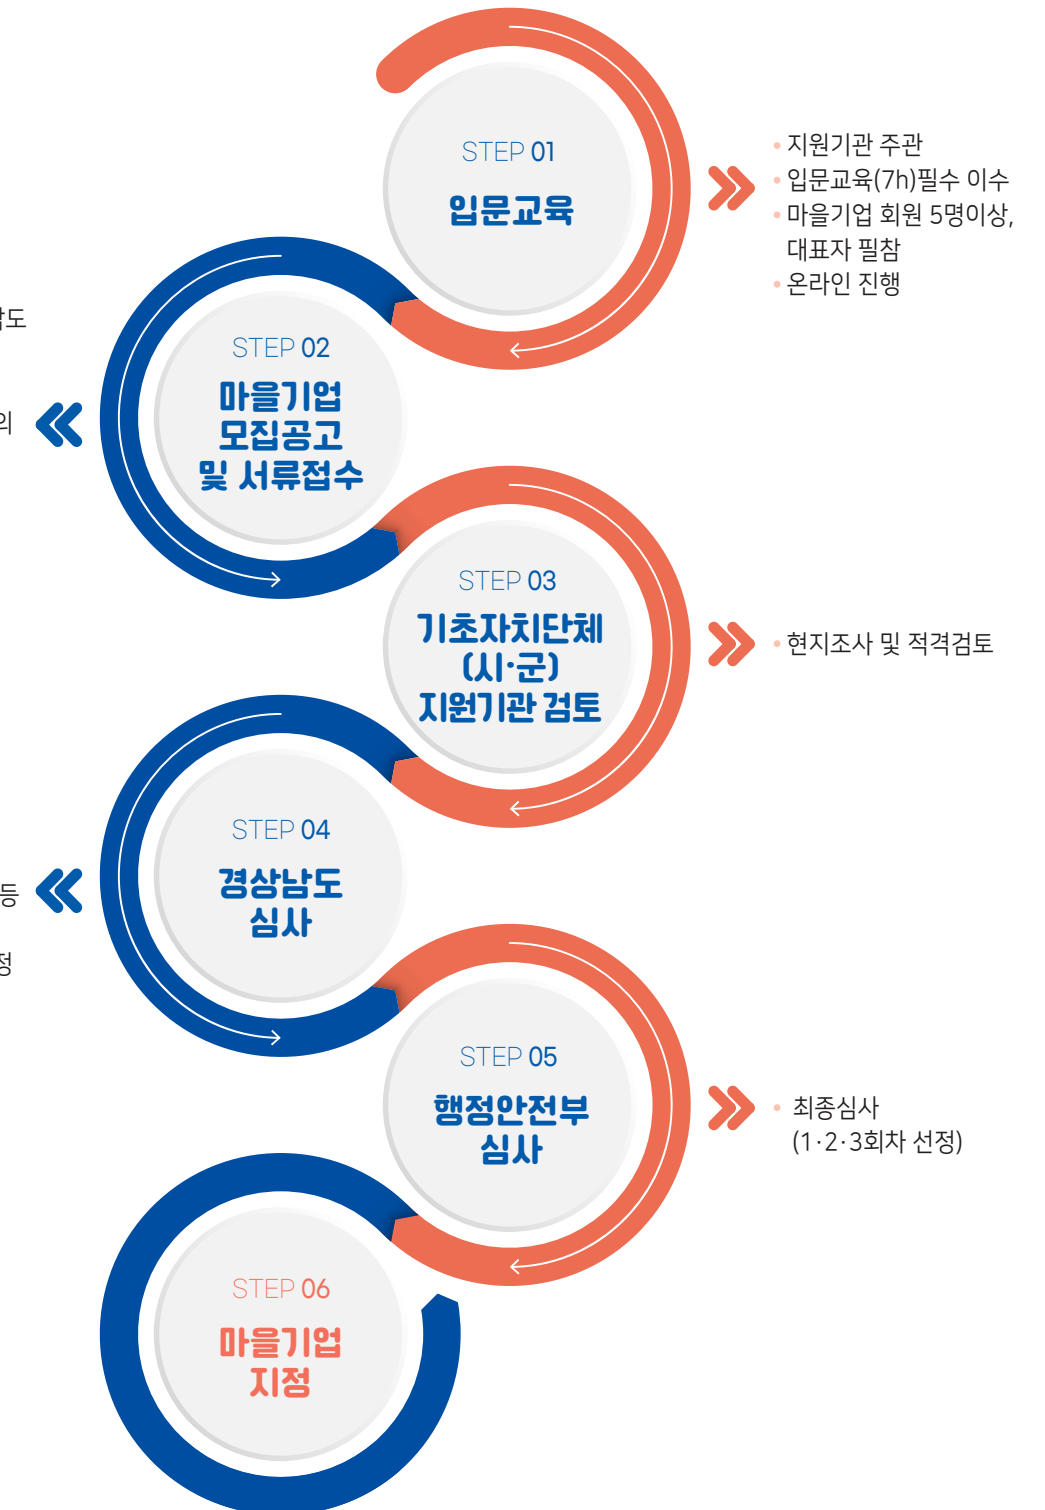 STEP 01
입문교육
• 지원기관 주관
• 입문교육(7h)필수 이수
• 마을기업 회원 5명이상,
대표자 필참
• 온라인 진행
STEP 02
마을기업
모집공고
및 서류접수
의
STEP 03
기초자치단체
(시·군)
지원기관 검토
• 현지조사 및 적격검토
STEP 04
경상남도
심사
등
정
STEP 05
행정안전부
심사
• 최종심사
(1·2·3회차 선정)
STEP 06
마을기업
지정